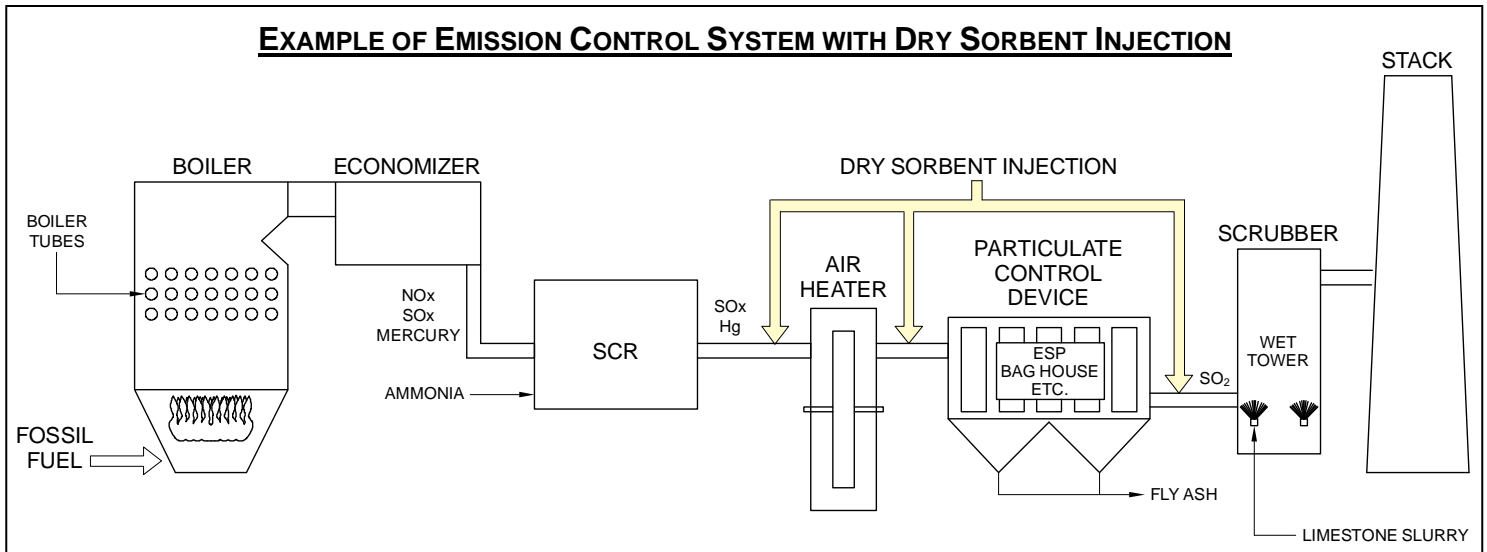 EXAMPLE OF EMISSION CONTROL SYSTEM WITH DRY SORBENT INJECTION
STACK
BOILER
ECONOMIZER
DRY SORBENT INJECTION
BOILER
TUBES
SCRUBBER
PARTICULATE
CONTROL
DEVICE
AIR
HEATER
NOx
SOx
MERCURY
SOx
Hg
SCR
ESP
BAG HOUSE
ETC.
WET
TOWER
SO₂
AMMONIA
FOSSIL
FUEL
FLY ASH
LIMESTONE SLURRY